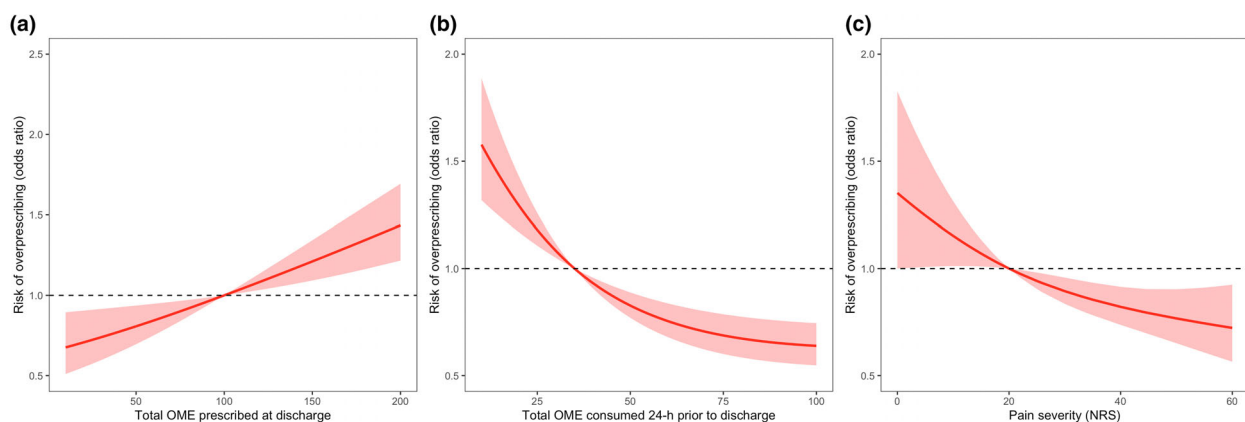 (a)
Risk of overprescribing (odds ratio)
2.5
2.0
1.5
1.0
0.5
50
100
150
200
Total OME prescribed at discharge
(b)
Risk of overprescribing (odds ratio)
2.0
1.5
1.0
0.5
25
50
75
100
Total OME consumed 24-h prior to discharge
(c)
Risk of overprescribing (odds ratio)
2.0
1.5
1.0
0.5
0
20
40
60
Pain severity (NRS)